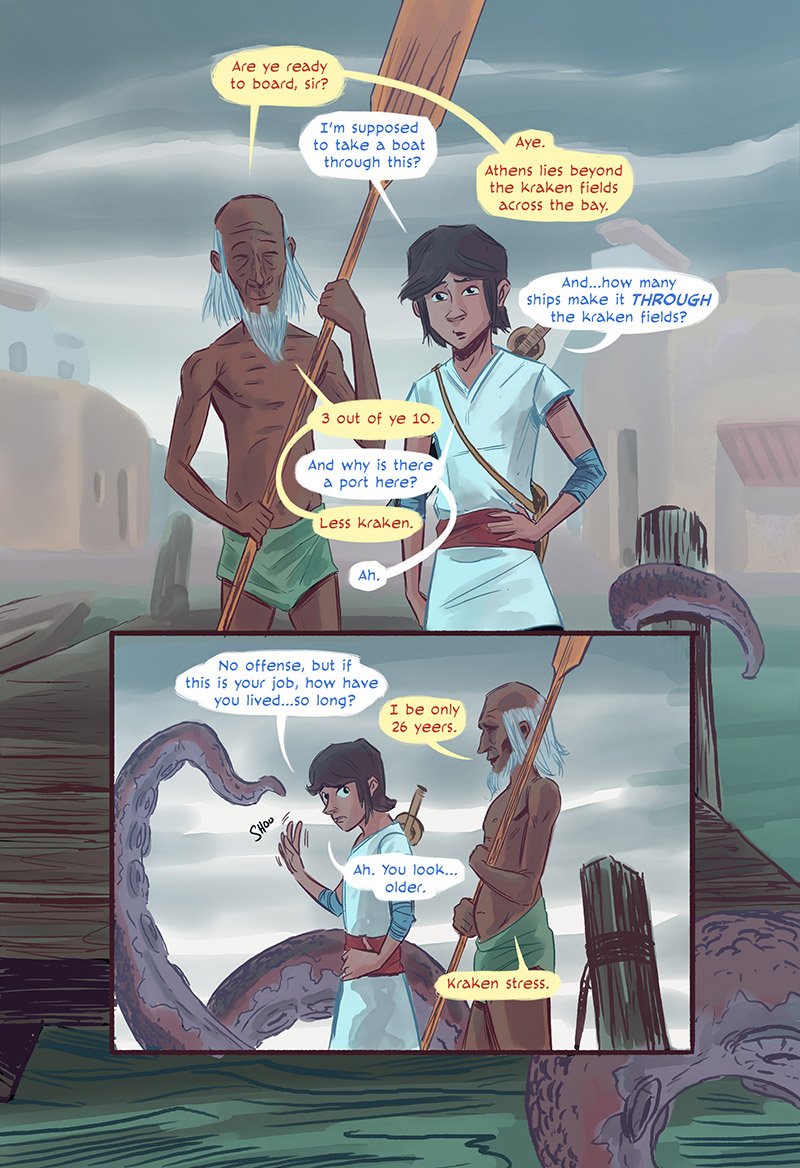 Are ye ready
to board, sir?
I'm supposed
to take a boat
through this?
Aye.
Athens lies beyond
the kraken fields
across the bay.
And...how many
ships make it THROUGH
the kraken fields?
3 out of ye 10.
And why is there
a port here?
Less kraken.
Ah.
No offense, but if
this is your job, how have
you lived...so long?
I be only
26 yeers.
SHOO
Ah. You look...
older.
Kraken stress.